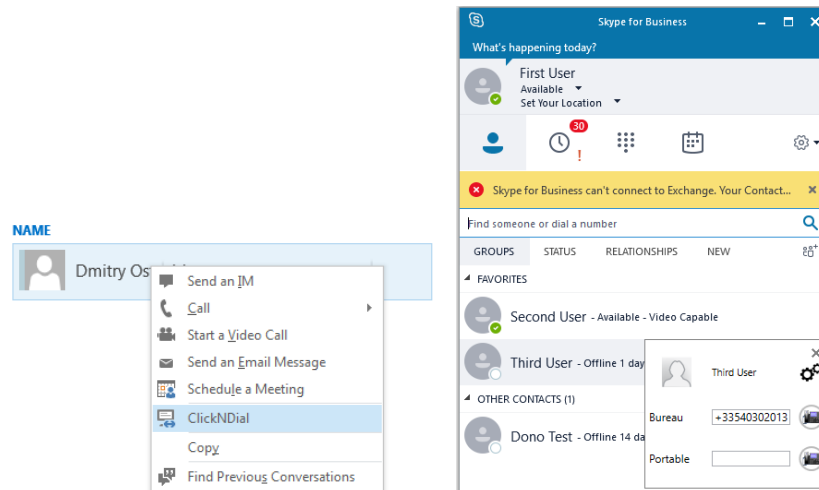 NAME
Dmitry
Send an IM
Call
Start a Video Call
Send an Email Message
Schedule a Meeting
ClickNDial
Copy
Find Previous Conversations
Skype for Business
What's happening today?
First User
Available
Set Your Location
30
!
Skype for Business can't connect to Exchange. Your Contact...
Find someone or dial a number
GROUPS STATUS RELATIONSHIPS NEW
FAVORITES
Second User - Available - Video Capable
Third User - Offline 1 day
OTHER CONTACTS (1)
Dono Test - Offline 14 da
Third User
Bureau +33540302013
Portable